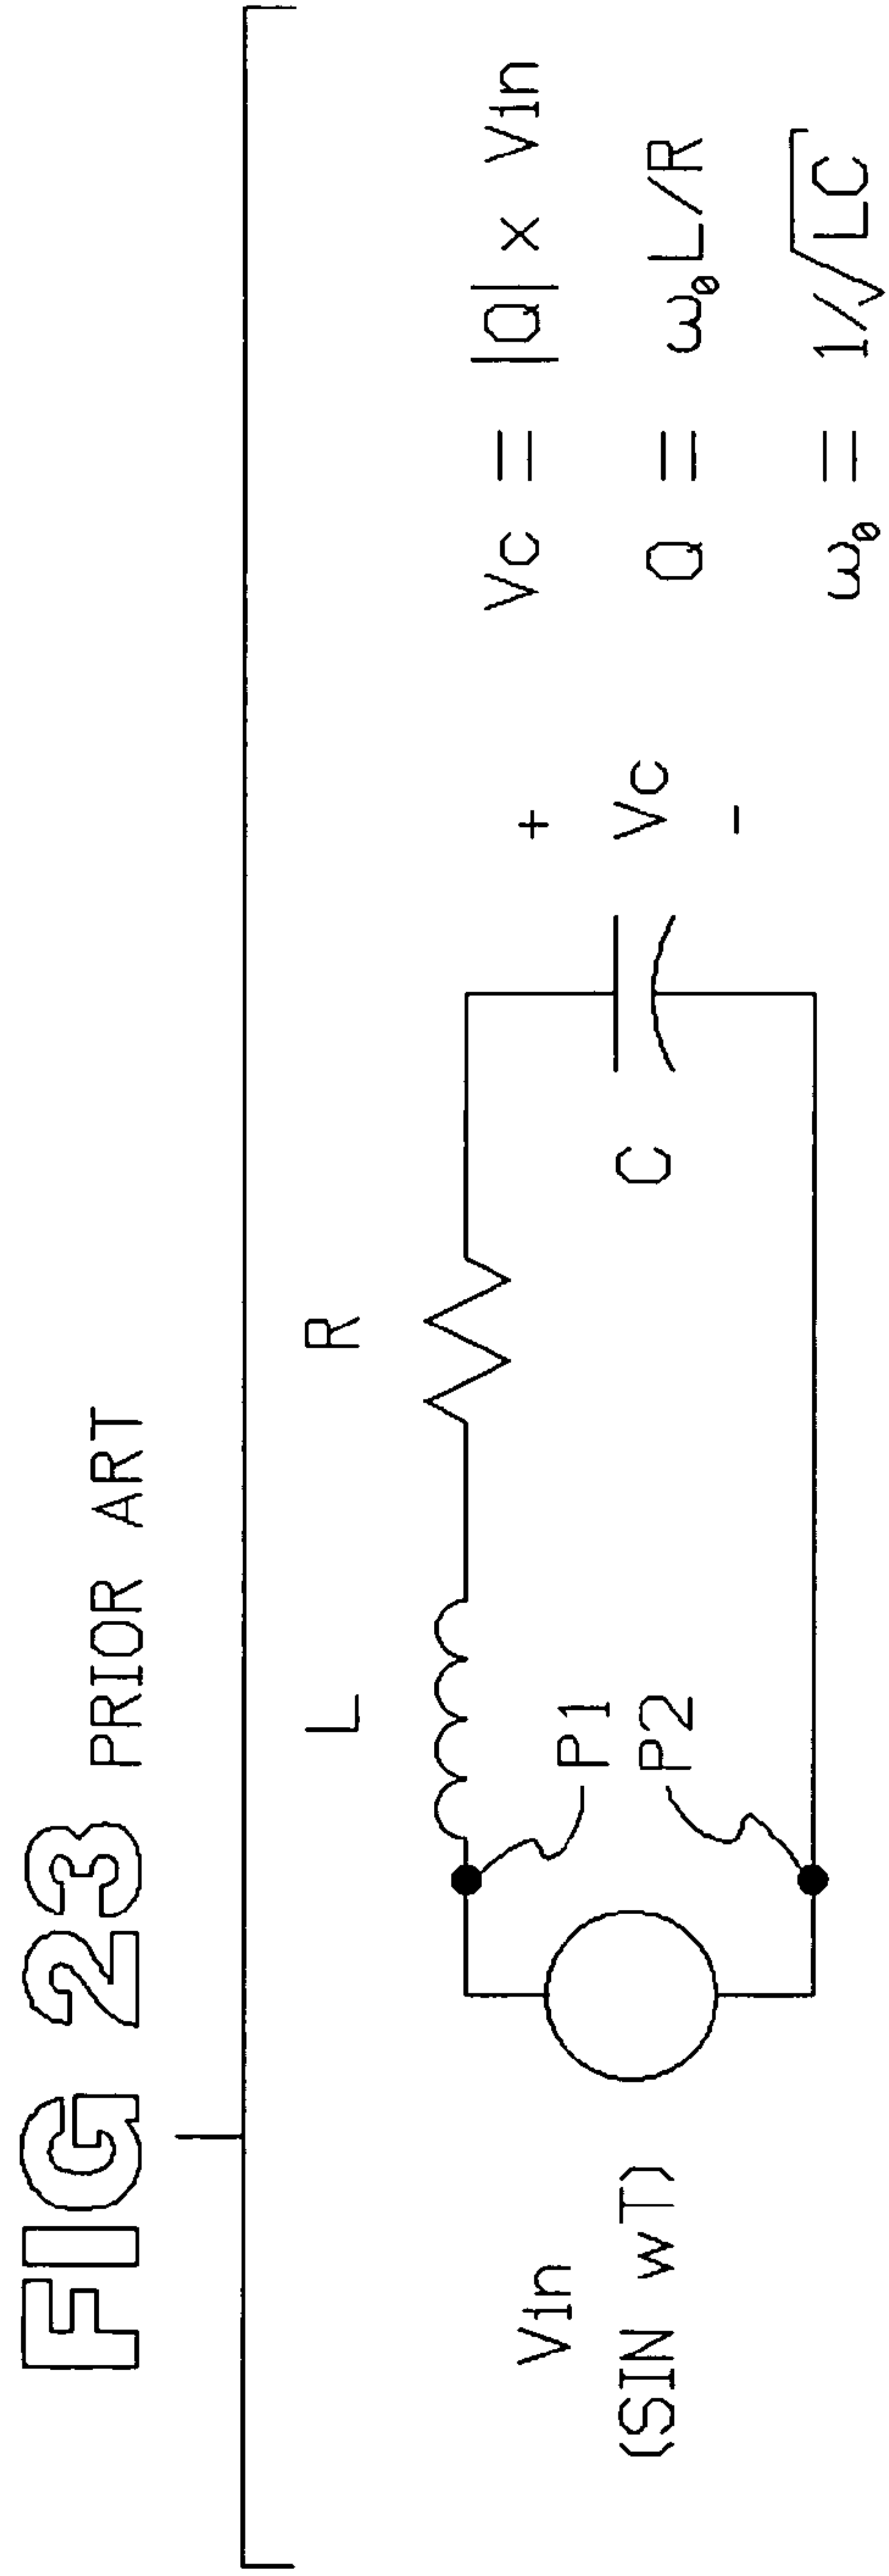 FIG 23 PRIOR ART
L
R
Vin
(SIN wT)
P1
P2
C
+
Vc
-
Vc = |Q| x Vin
Q = ω₀L/R
ω₀ = 1/√LC